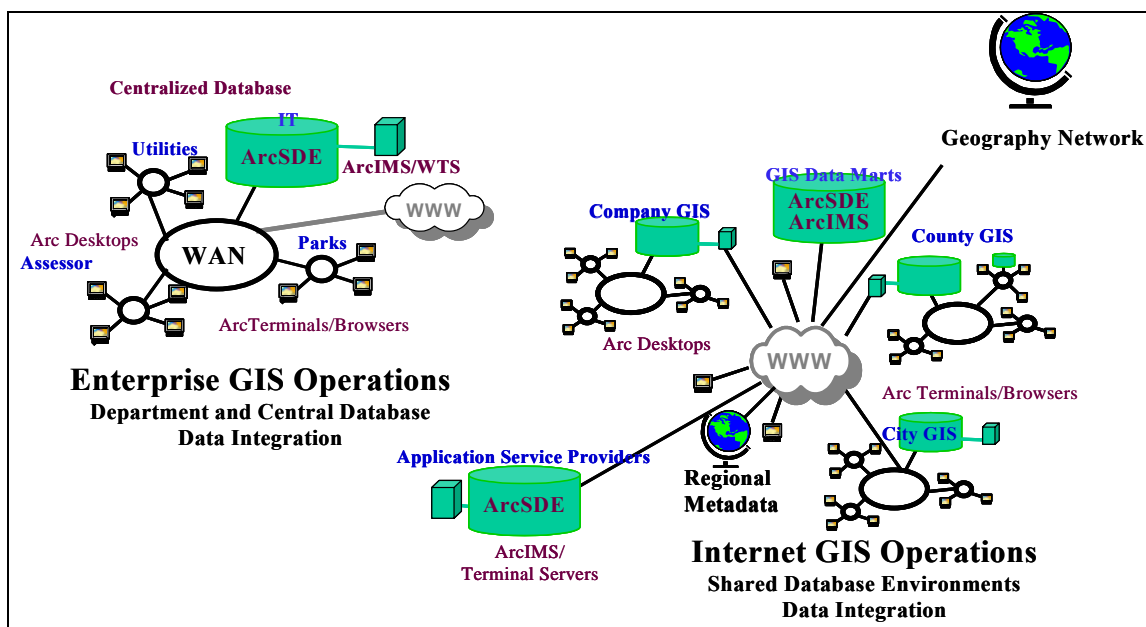 Centralized Database
IT
ArcSDE
ArcIMS/WTS
Utilities
WWW
Arc Desktops
Assessor
WAN
Parks
ArcTerminals/Browsers
Enterprise GIS Operations
Department and Central Database
Data Integration
Geography Network
GIS Data Marts
ArcSDE
ArcIMS
Company GIS
County GIS
Arc Desktops
WWW
Arc Terminals/Browsers
City GIS
Application Service Providers
ArcSDE
ArcIMS/
Terminal Servers
Regional
Metadata
Internet GIS Operations
Shared Database Environments
Data Integration